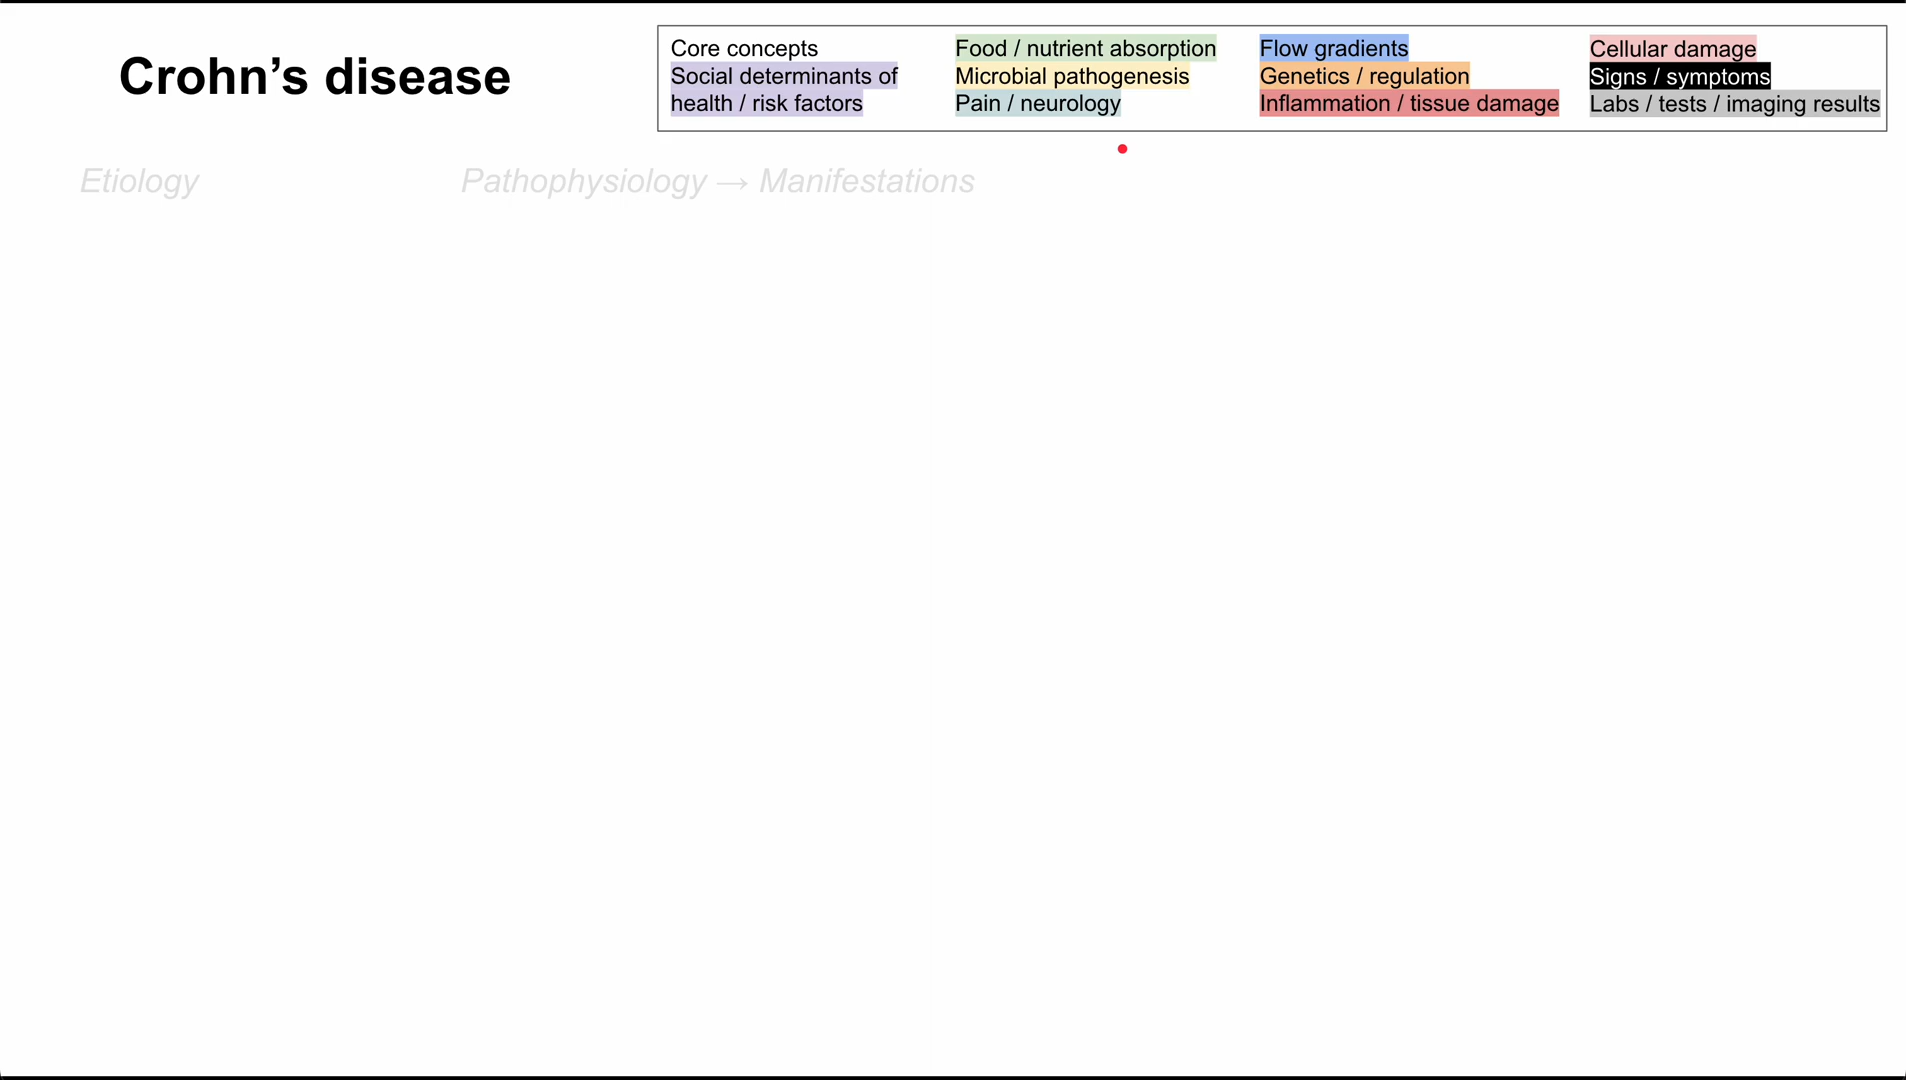 Crohn's disease
Core concepts
Social determinants of
health / risk factors
Food / nutrient absorption
Microbial pathogenesis
Pain / neurology
Flow gradients
Genetics / regulation
Inflammation / tissue damage
Cellular damage
Signs / symptoms
Labs / tests / imaging results
Etiology
Pathophysiology → Manifestations